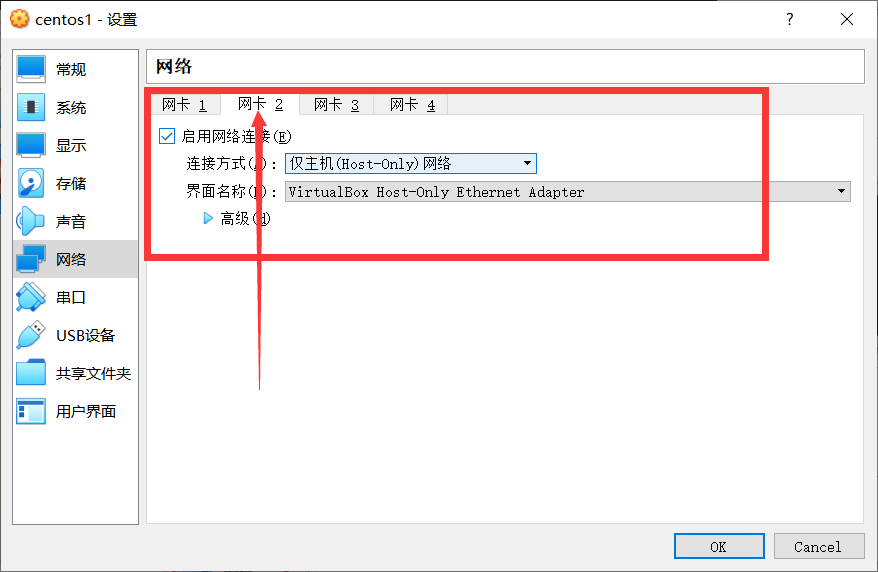 centos1 - 设置
?
常规
系统
显示
存储
声音
网络
串口
USB设备
共享文件夹
用户界面
网络
网卡 1 网卡 2 网卡 3 网卡 4
启用网络连接(E)
连接方式( ): 仅主机(Host-Only)网络
界面名称( ): VirtualBox Host-Only Ethernet Adapter
高级( )
OK Cancel